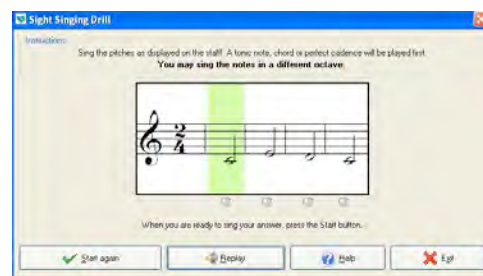 Sight Singing Drill
Instructions
Sing the pitches as displayed on the staff! A tonic note, chord or perfect cadence will be played first.
You may sing the notes in a different octave.
2
4
When you are ready to sing your answer, press the Start button.
Start again Replay Help Exit